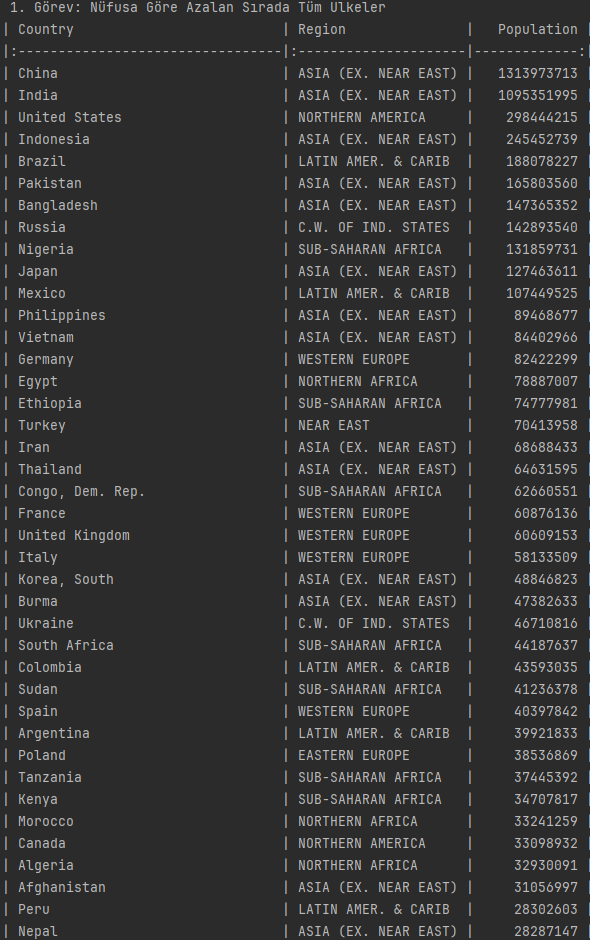 1. Görev: Nüfusa Göre Azalan Sırada Tüm Ülkeler
| Country | Region | Population |
|:-----------------------------|:---------------------|-------------:|
| China | ASIA (EX. NEAR EAST) | 1313973713 |
| India | ASIA (EX. NEAR EAST) | 1095351995 |
| United States | NORTHERN AMERICA | 298444215 |
| Indonesia | ASIA (EX. NEAR EAST) | 245452739 |
| Brazil | LATIN AMER. & CARIB | 188078227 |
| Pakistan | ASIA (EX. NEAR EAST) | 165803560 |
| Bangladesh | ASIA (EX. NEAR EAST) | 147365352 |
| Russia | C.W. OF IND. STATES | 142893540 |
| Nigeria | SUB-SAHARAN AFRICA | 131859731 |
| Japan | ASIA (EX. NEAR EAST) | 127463611 |
| Mexico | LATIN AMER. & CARIB | 107449525 |
| Philippines | ASIA (EX. NEAR EAST) | 89468677 |
| Vietnam | ASIA (EX. NEAR EAST) | 84402966 |
| Germany | WESTERN EUROPE | 82422299 |
| Egypt | NORTHERN AFRICA | 78887007 |
| Ethiopia | SUB-SAHARAN AFRICA | 74777981 |
| Turkey | NEAR EAST | 70413958 |
| Iran | ASIA (EX. NEAR EAST) | 68688433 |
| Thailand | ASIA (EX. NEAR EAST) | 64631595 |
| Congo, Dem. Rep. | SUB-SAHARAN AFRICA | 62660551 |
| France | WESTERN EUROPE | 60876136 |
| United Kingdom | WESTERN EUROPE | 60609153 |
| Italy | WESTERN EUROPE | 58133509 |
| Korea, South | ASIA (EX. NEAR EAST) | 48846823 |
| Burma | ASIA (EX. NEAR EAST) | 47382633 |
| Ukraine | C.W. OF IND. STATES | 46710816 |
| South Africa | SUB-SAHARAN AFRICA | 44187637 |
| Colombia | LATIN AMER. & CARIB | 43593035 |
| Sudan | SUB-SAHARAN AFRICA | 41236378 |
| Spain | WESTERN EUROPE | 40397842 |
| Argentina | LATIN AMER. & CARIB | 39921833 |
| Poland | EASTERN EUROPE | 38536869 |
| Tanzania | SUB-SAHARAN AFRICA | 37445392 |
| Kenya | SUB-SAHARAN AFRICA | 34707817 |
| Morocco | NORTHERN AFRICA | 33241259 |
| Canada | NORTHERN AMERICA | 33098932 |
| Algeria | NORTHERN AFRICA | 32930091 |
| Afghanistan | ASIA (EX. NEAR EAST) | 31056997 |
| Peru | LATIN AMER. & CARIB | 28302603 |
| Nepal | ASIA (EX. NEAR EAST) | 28287147 |